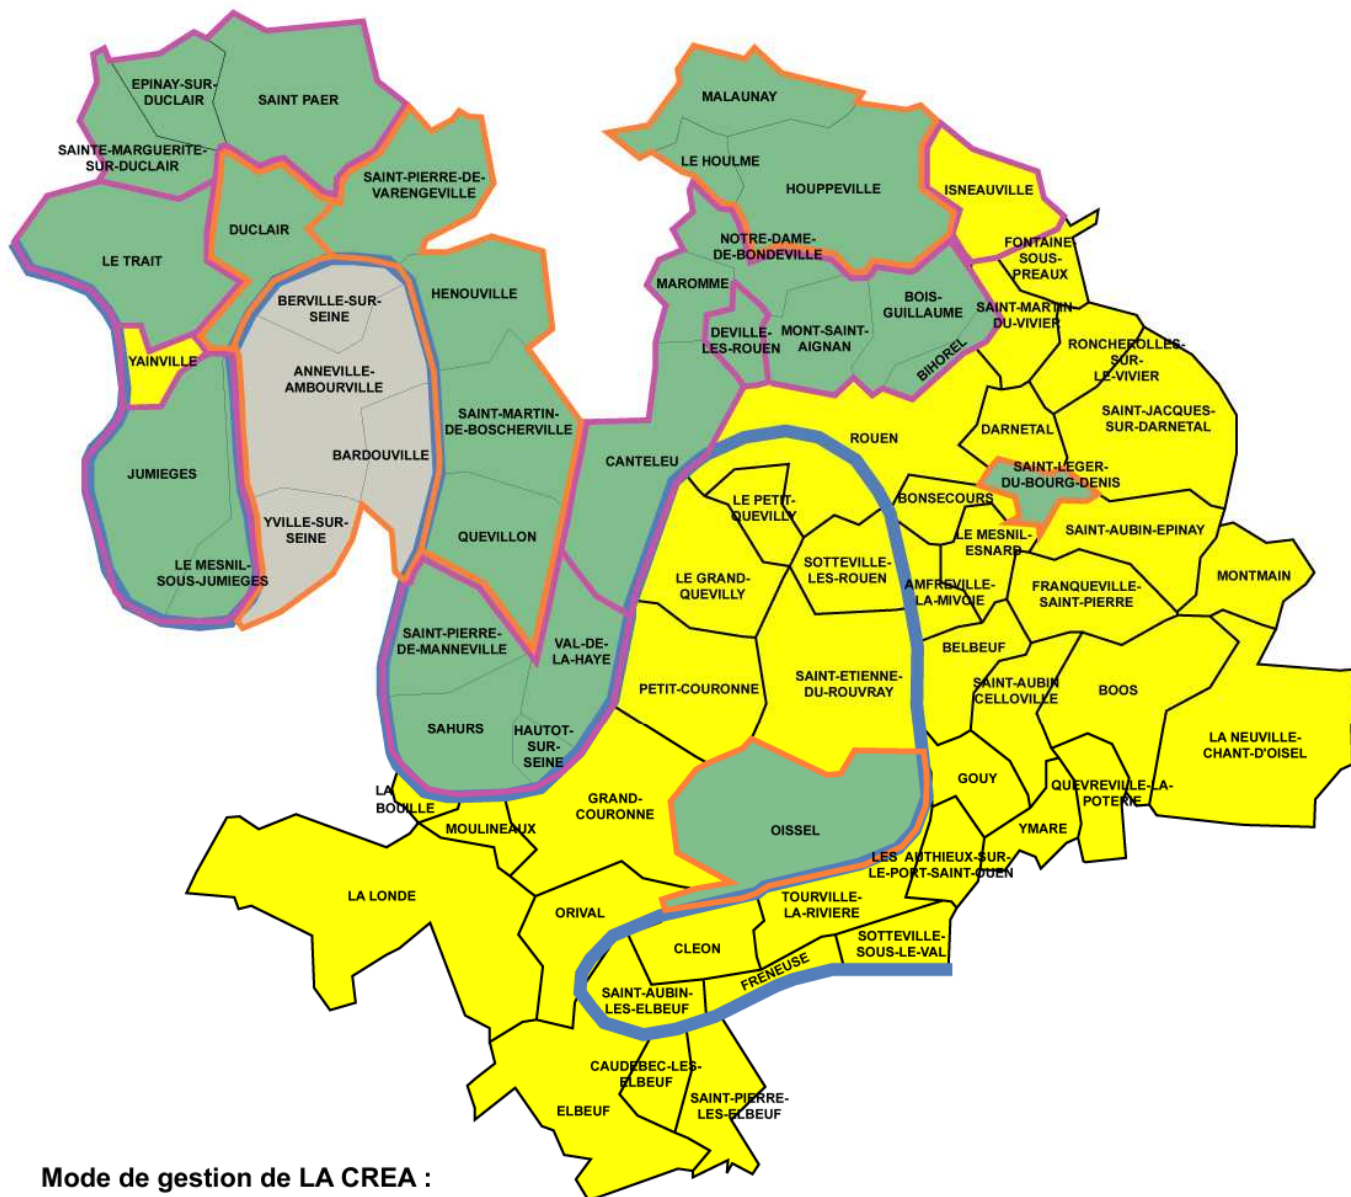 EPINAY-SUR-
DUCLAIR
SAINT PAER
SAINTE-MARGUERITE-
SUR-DUCLAIR
SAINT-PIERRE-DE-
VARENGEVILLE
DUCLAIR
LE TRAIT
MALAUNAY
LE HOULME
HOUPPEVILLE
ISNEAUVILLE
NOTRE-DAME-
DE-BONDEVILLE
FONTAINE-
SOUS-
PREAUX
BERVILLE-SUR-
SEINE
HENOUVILLE
MAROMME
BOIS-
GUILLAUME
SAINT-MARTIN
DU-VIVIER
DEVILLE-
LES-ROUEN
MONT-SAINT-
AIGNAN
BIHOREL
RONCHEROLLES-
SUR-
LE-VIVIER
YAINVILLE
ANNEVILLE-
AMBOURVILLE
SAINT-MARTIN-
DE-BOSCHERVILLE
SAINT-JACQUES-
SUR-DARNETAL
ROUEN
DARNETAL
BARDOUVILLE
CANTELEU
JUMIEGES
SAINT-LEGER-
DU-BOURG-DENIS
LE PETIT-
QUEVILLY
BONSECOURS
YVILLE-SUR-
SEINE
QUEVILLON
LE MESNIL-
ESNARD
SAINT-AUBIN-EPINAY
SOTTEVILLE-
LES-ROUEN
LE MESNIL-
SOUS-JUMIEGES
LE GRAND-
QUEVILLY
AMFREVILLE-
LA-MIVOIE
FRANQUEVILLE-
SAINT-PIERRE
MONTMAIN
SAINT-PIERRE-
DE-MANNEVILLE
VAL-DE-
LA-HAYE
BELBEUF
PETIT-COURONNE
SAINT-ETIENNE-
DU-ROUVRAY
SAINT-AUBIN
CELLOVILLE
BOOS
SAHURS
HAUTOT-
SUR-
SEINE
LA NEUVILLE-
CHANT-D'OISEL
GOUY
QUEVREVILLE-LA-
POTERIE
LA
BOUILLE
GRAND-
COURONNE
MOULINEAUX
OISSEL
YMARE
LES AUTHIEUX-SUR-
LE-PORT-SAINT-OUEN
LA LONDE
ORIVAL
TOURVILLE-
LA-RIVIERE
CLEON
SOTTEVILLE-
SOUS-LE-VAL
FRENEUSE
SAINT-AUBIN-
LES-ELBEUF
CAUDEBEC-LES-
ELBEUF
ELBEUF
SAINT-PIERRE-
LES-ELBEUF
Mode de gestion de LA CREA :